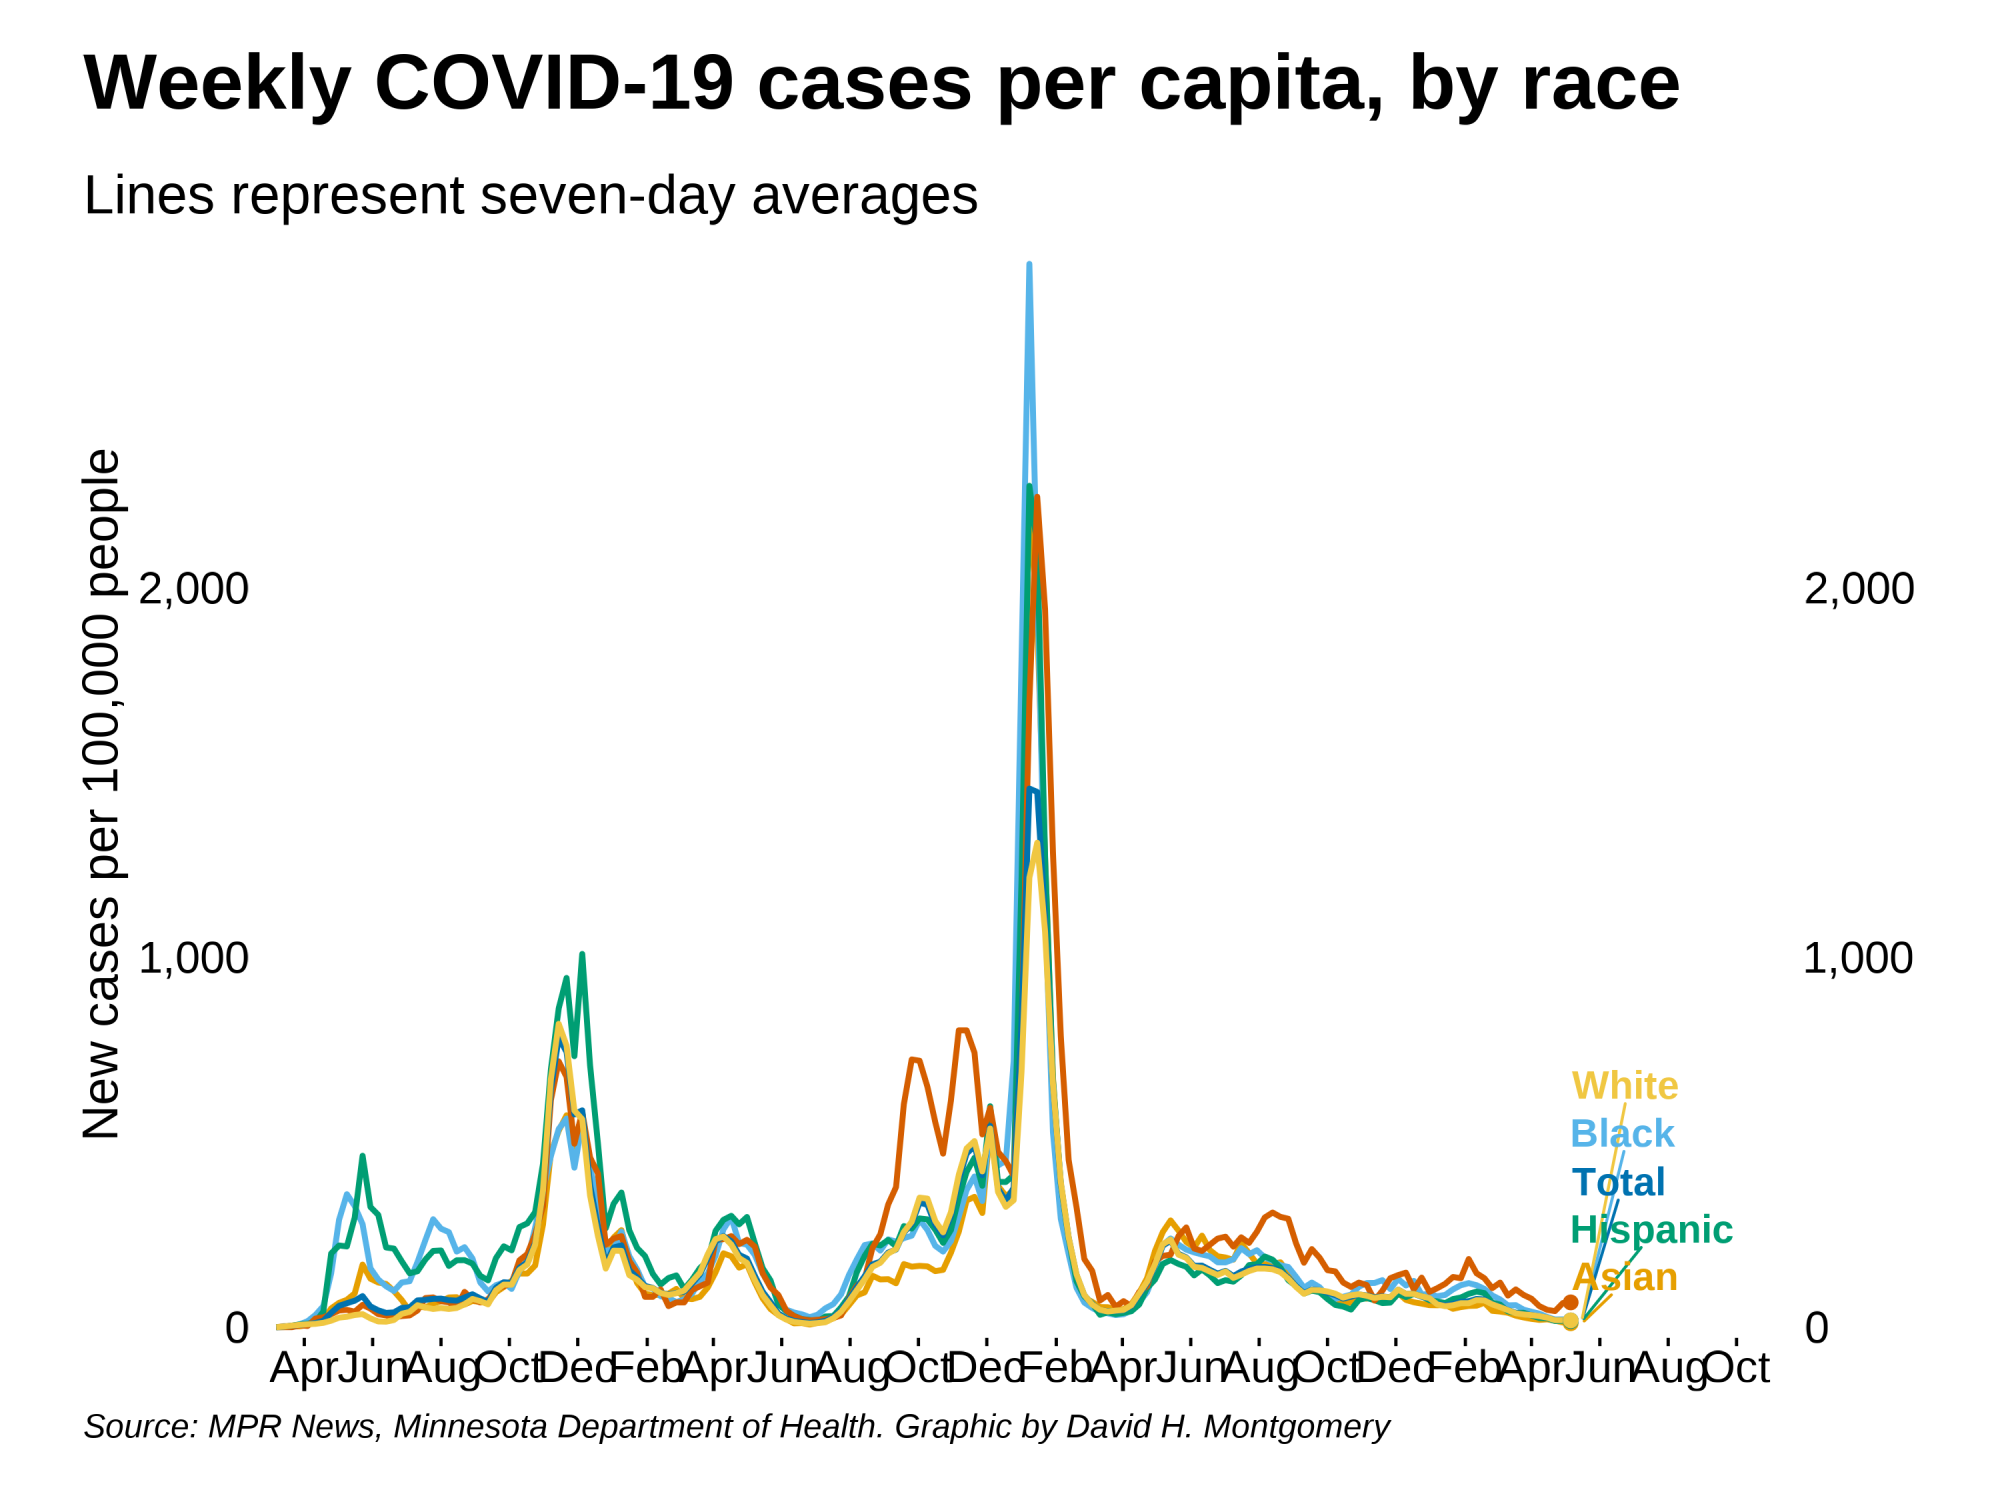 Weekly COVID-19 cases per capita, by race
Lines represent seven-day averages
New cases per 100,000 people
2,000
2,000
1,000
1,000
White
Black
Total
Hispanic
Asian
0
0
Apr Jun Aug Oct Dec Feb Apr Jun Aug Oct Dec Feb Apr Jun Aug Oct Dec Feb Apr Jun Aug Oct
Source: MPR News, Minnesota Department of Health. Graphic by David H. Montgomery